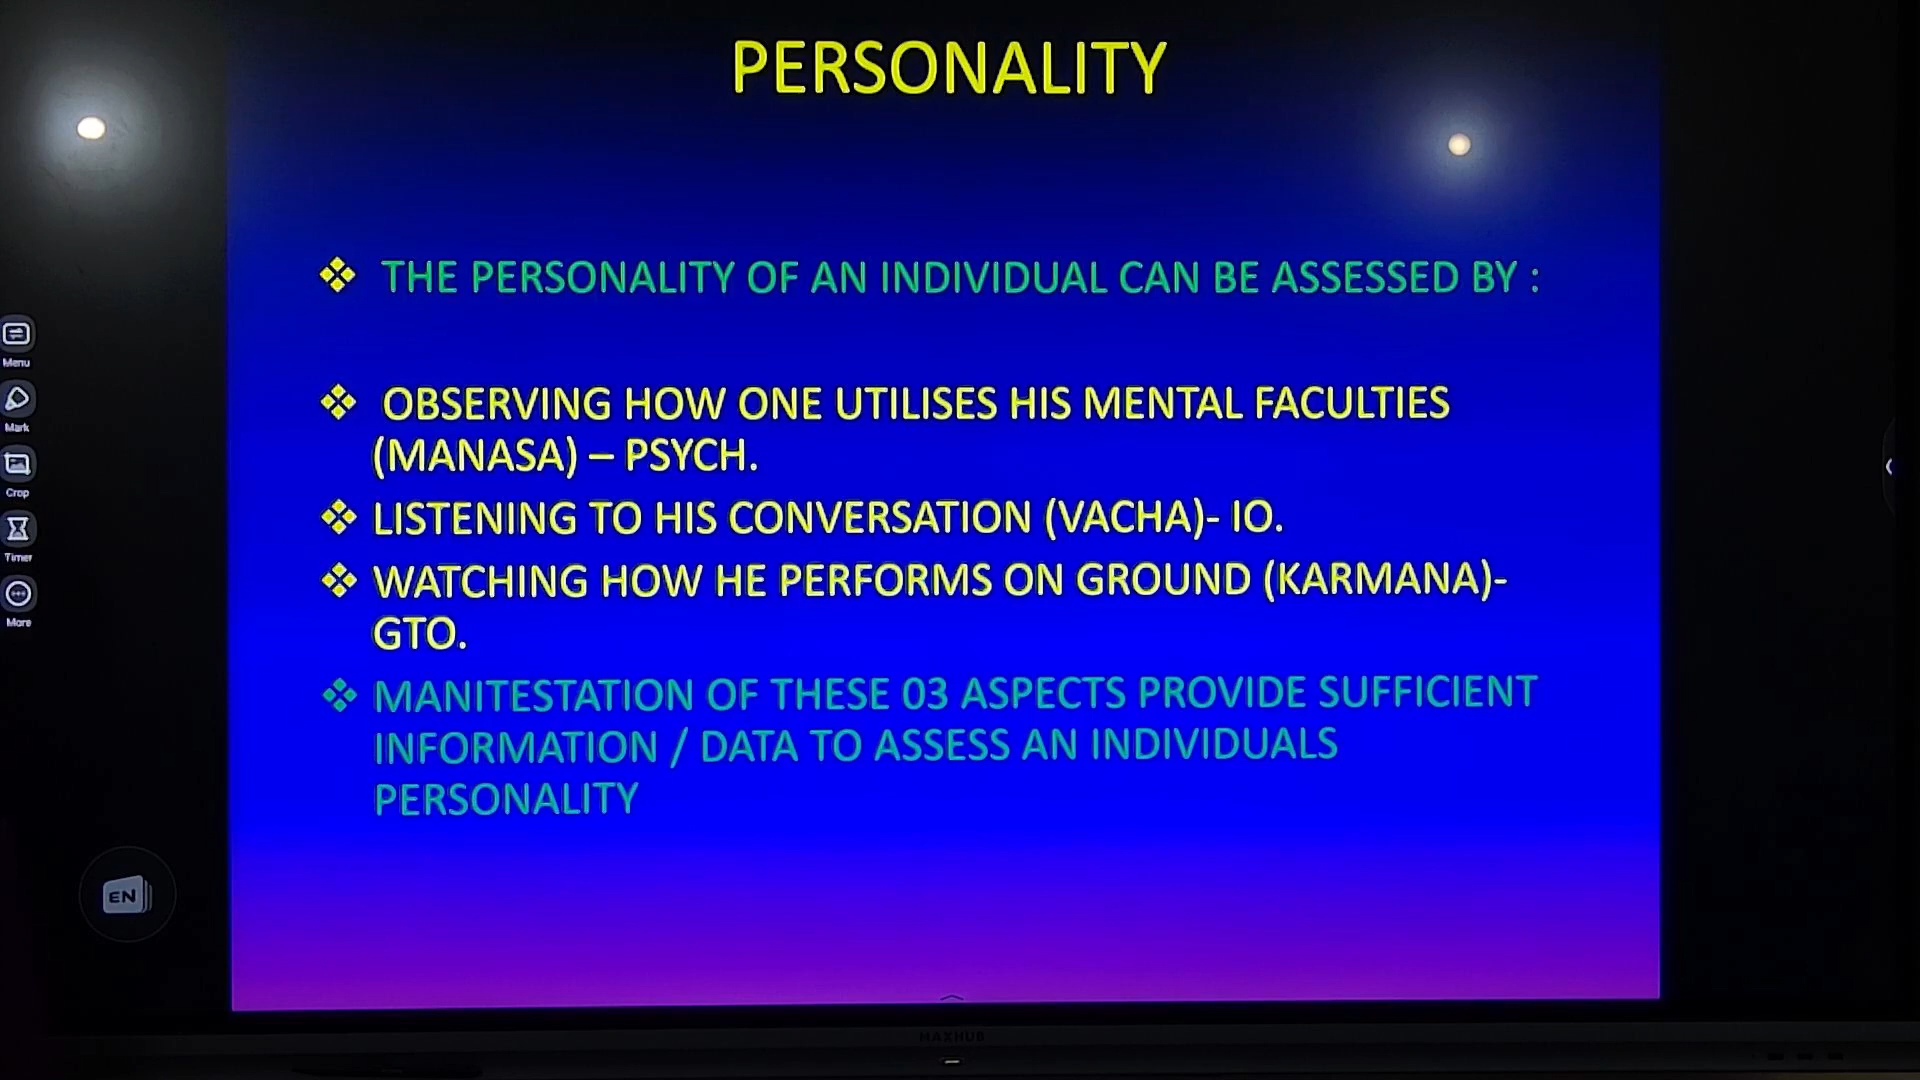 PERSONALITY
THE PERSONALITY OF AN INDIVIDUAL CAN BE ASSESSED BY :
OBSERVING HOW ONE UTILISES HIS MENTAL FACULTIES
(MANASA) – PSYCH.
LISTENING TO HIS CONVERSATION (VACHA)- IO.
WATCHING HOW HE PERFORMS ON GROUND (KARMANA)-
GTO.
MANITESTATION OF THESE 03 ASPECTS PROVIDE SUFFICIENT
INFORMATION / DATA TO ASSESS AN INDIVIDUALS
PERSONALITY
Menu
Mark
Crop
Timer
More
EN
MAXHUB